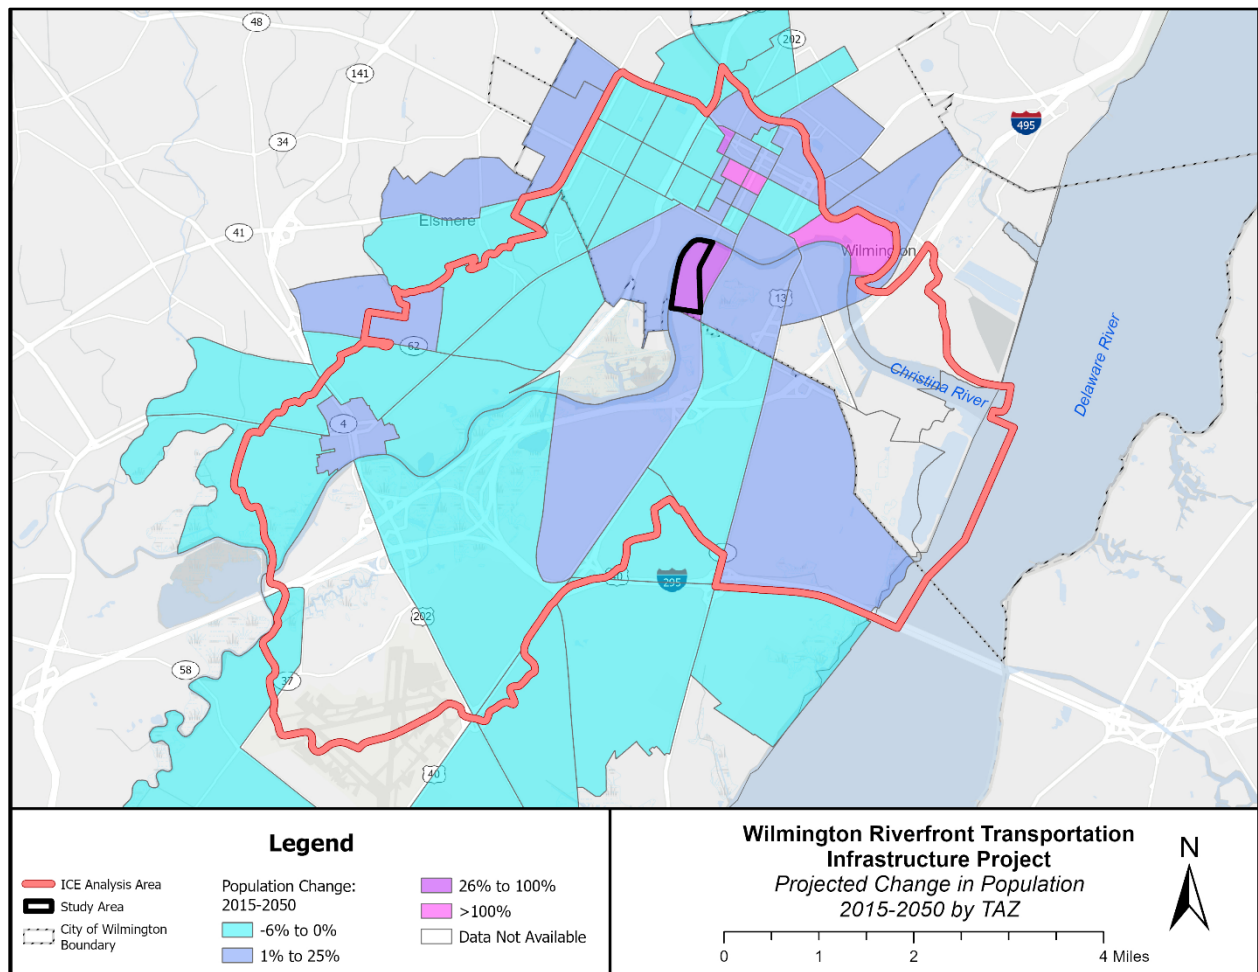 48
202
141
495
34
Elsmere
41
Wilmington
13
62
Christina River
Delaware River
4
295
202
58
37
40
Legend
ICE Analysis Area
Study Area
City of Wilmington
Boundary
Population Change:
2015-2050
-6% to 0%
1% to 25%
26% to 100%
>100%
Data Not Available
Wilmington Riverfront Transportation
Infrastructure Project
Projected Change in Population
2015-2050 by TAZ
N
0 1 2 4 Miles